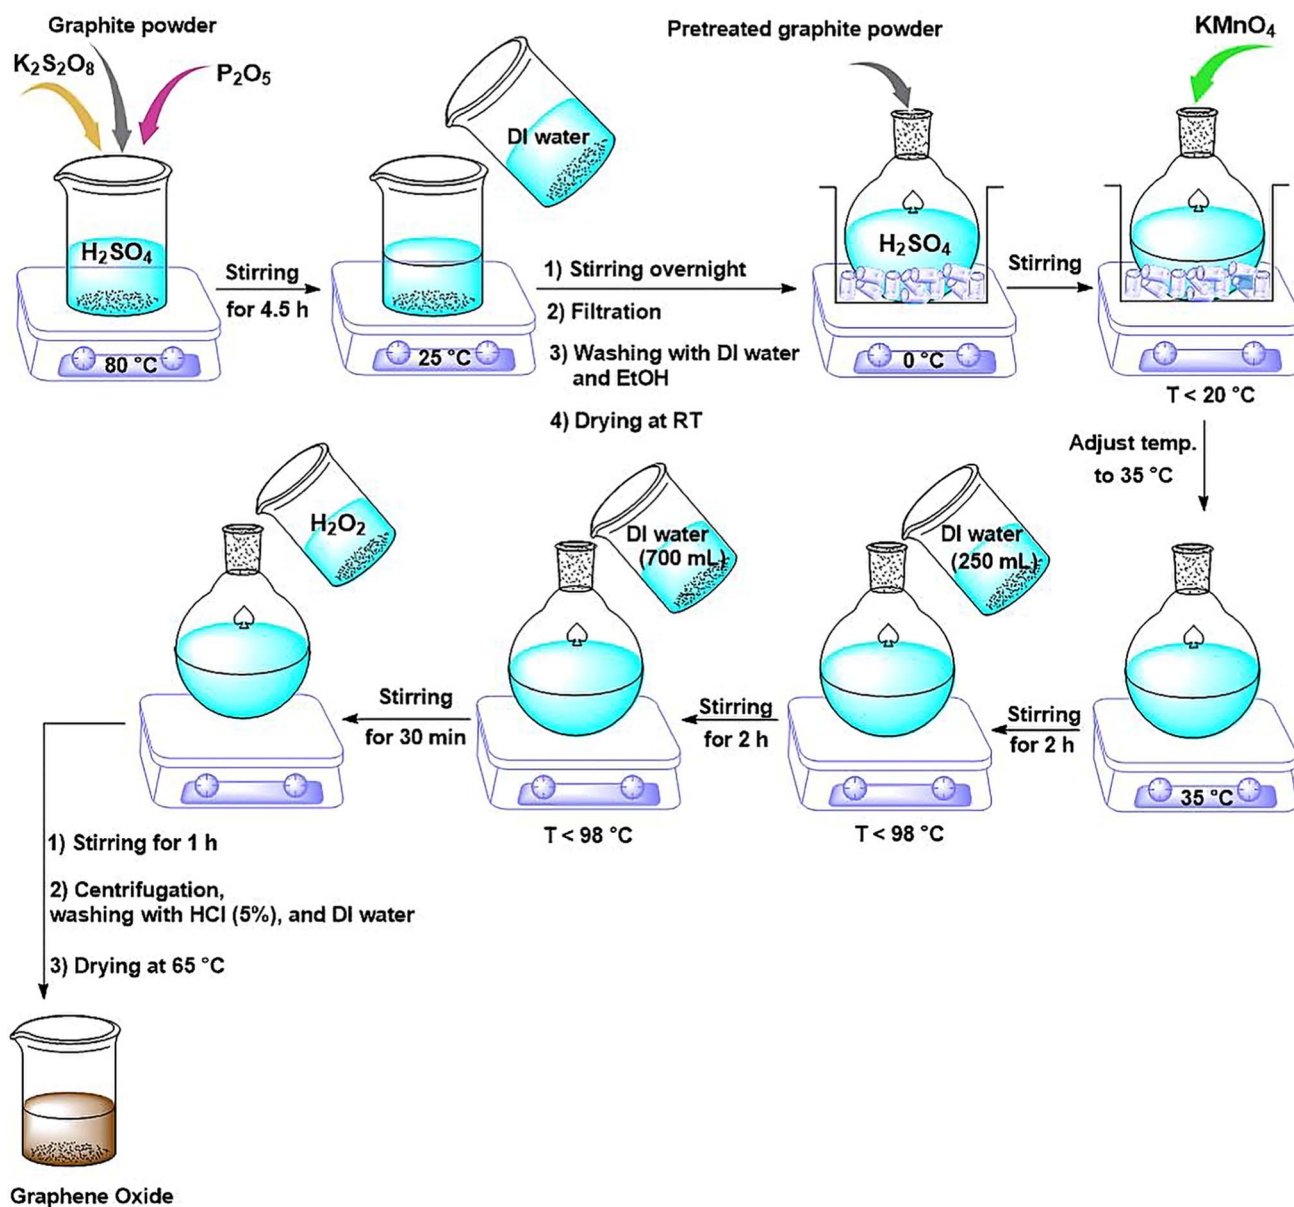 Graphite powder
K2S2O8
P2O5
H2SO4
80 °C
Stirring
for 4.5 h
DI water
25 °C
1) Stirring overnight
2) Filtration
3) Washing with DI water
and EtOH
4) Drying at RT
Pretreated graphite powder
H2SO4
0 °C
Stirring
KMnO4
T < 20 °C
Adjust temp.
to 35 °C
35 °C
Stirring
for 2 h
DI water
(250 mL)
T < 98 °C
Stirring
for 2 h
DI water
(700 mL)
T < 98 °C
Stirring
for 30 min
H2O2
1) Stirring for 1 h
2) Centrifugation,
washing with HCl (5%), and DI water
3) Drying at 65 °C
Graphene Oxide